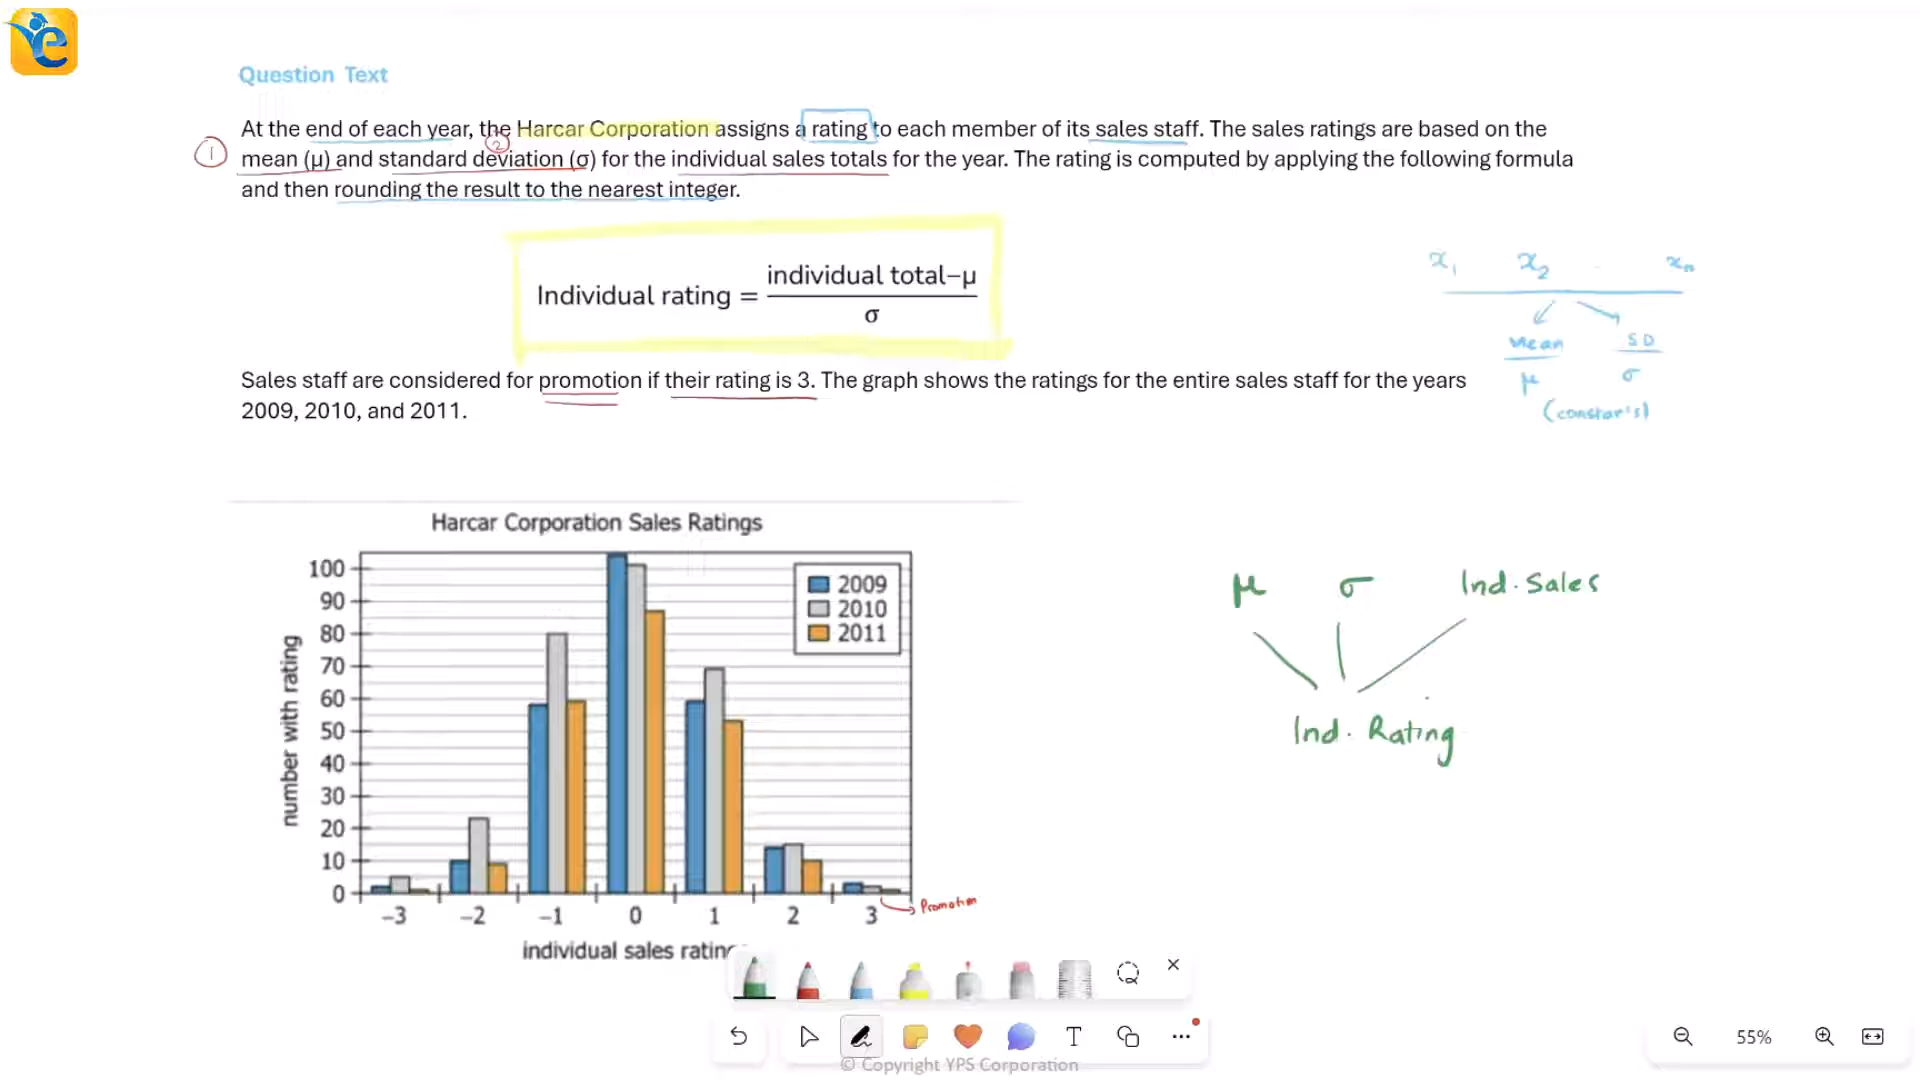 Question Text
At the end of each year, the Harcar Corporation assigns a rating to each member of its sales staff. The sales ratings are based on the
① ②
mean (μ) and standard deviation (σ) for the individual sales totals for the year. The rating is computed by applying the following formula
and then rounding the result to the nearest integer.
Individual rating = individual total–μ
σ
x₁ x₂ xₙ
Mean SD
μ σ
Sales staff are considered for promotion if their rating is 3. The graph shows the ratings for the entire sales staff for the years
2009, 2010, and 2011.
Harcar Corporation Sales Ratings
2009
2010
2011
100
90
80
70
60
50
40
30
20
10
0
number with rating
-3 -2 -1 0 1 2 3
Promotion
individual sales rating
μ σ Ind. Sales
Ind. Rating
T
55%
© Copyright YPS Corporation